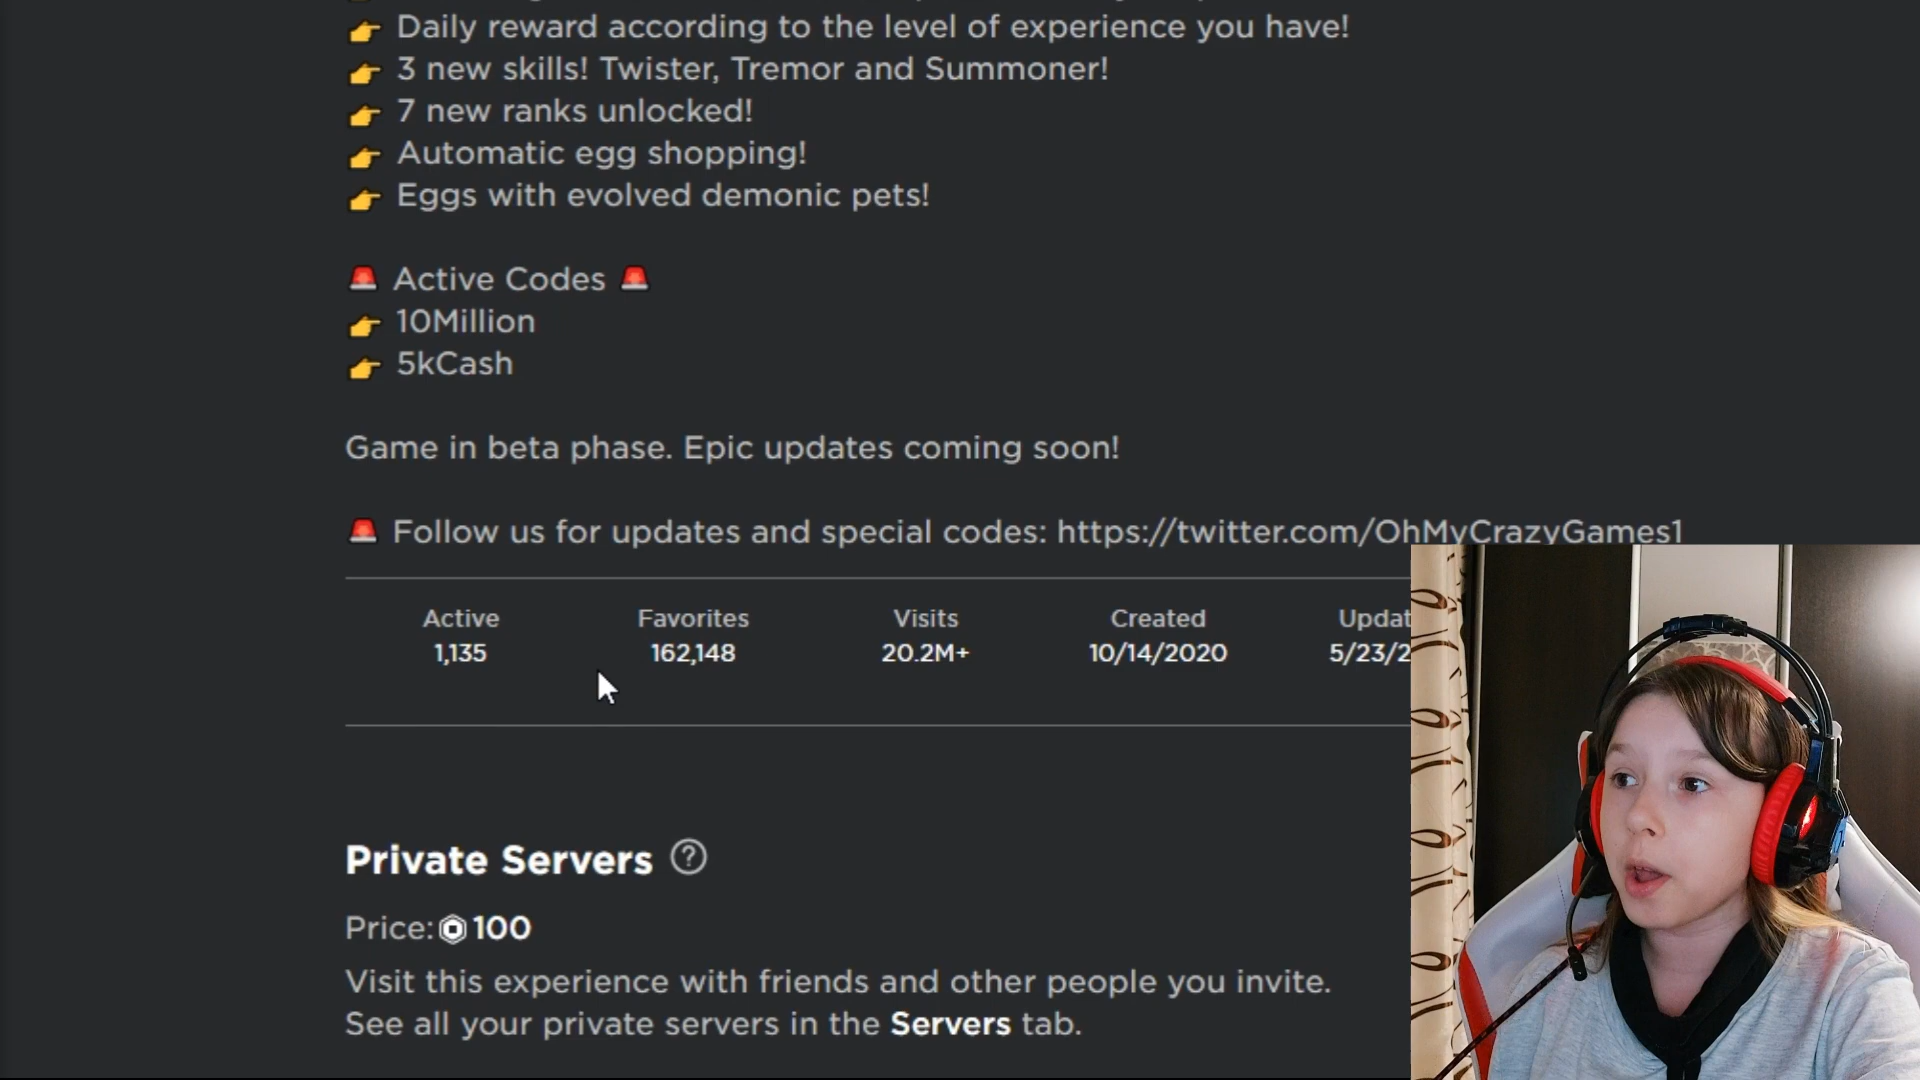 Daily reward according to the level of experience you have!
3 new skills! Twister, Tremor and Summoner!
7 new ranks unlocked!
Automatic egg shopping!
Eggs with evolved demonic pets!
Active Codes
10Million
5kCash
Game in beta phase. Epic updates coming soon!
Follow us for updates and special codes: https://twitter.com/OhMyCrazyGames1
Active Favorites Visits Created Updat
1,135 162,148 20.2M+ 10/14/2020 5/23/2
Private Servers ?
Price: 100
Visit this experience with friends and other people you invite.
See all your private servers in the Servers tab.